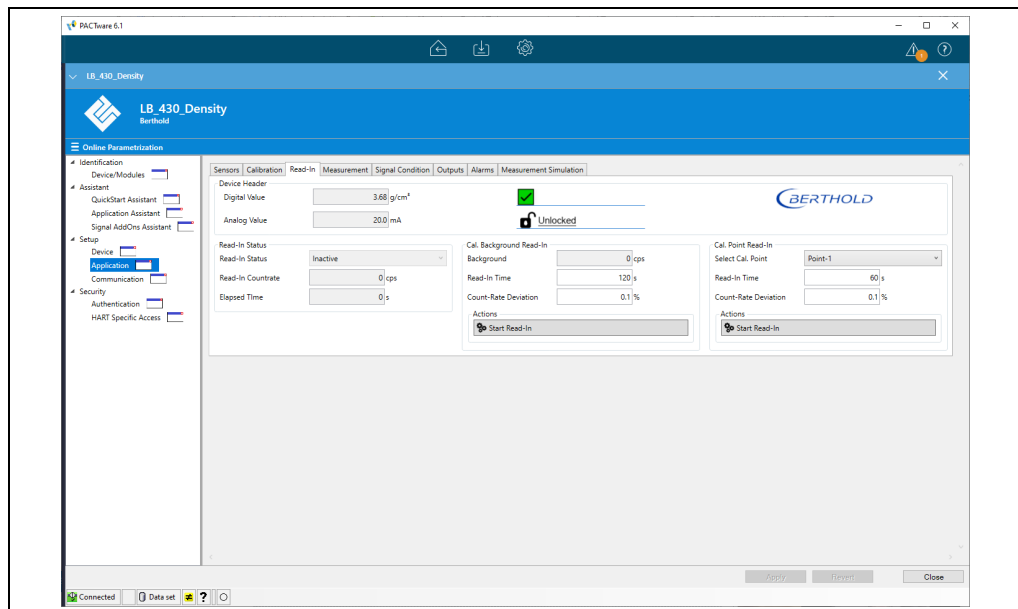 PACTware 6.1
1
?
LB_430_Density
LB_430_Density
Berthold
Online Parametrization
Identification
Device/Modules
Assistant
QuickStart Assistant
Application Assistant
Signal AddOns Assistant
Setup
Device
Application
Communication
Security
Authentication
HART Specific Access
Sensors Calibration Read-In Measurement Signal Condition Outputs Alarms Measurement Simulation
Device Header
Digital Value 3.68 g/cm³
Analog Value 20.0 mA
Unlocked
BERTHOLD
Read-In Status
Read-In Status Inactive
Read-In Countrate 0 cps
Elapsed TIme 0 s
Cal. Background Read-In
Background 0 cps
Read-In Time 120 s
Count-Rate Deviation 0.1 %
Actions
Start Read-In
Cal. Point Read-In
Select Cal. Point Point-1
Read-In Time 60 s
Count-Rate Deviation 0.1 %
Actions
Start Read-In
Apply Revert Close
Connected Data set ?